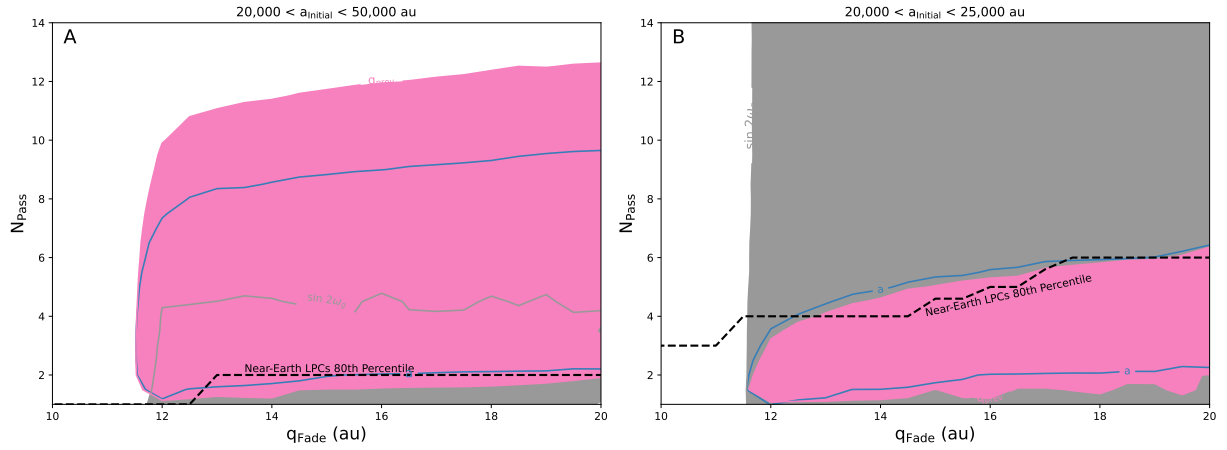 20,000 < a_Initial < 50,000 au
A
14
12
10
8
6
4
2
N_Pass
sin 2ω
Near-Earth LPCs 80th Percentile
10
12
14
16
18
20
q_Fade (au)
20,000 < a_Initial < 25,000 au
B
14
12
10
8
6
4
2
N_Pass
sin 2ω
a
Near-Earth LPCs 80th Percentile
a
10
12
14
16
18
20
q_Fade (au)